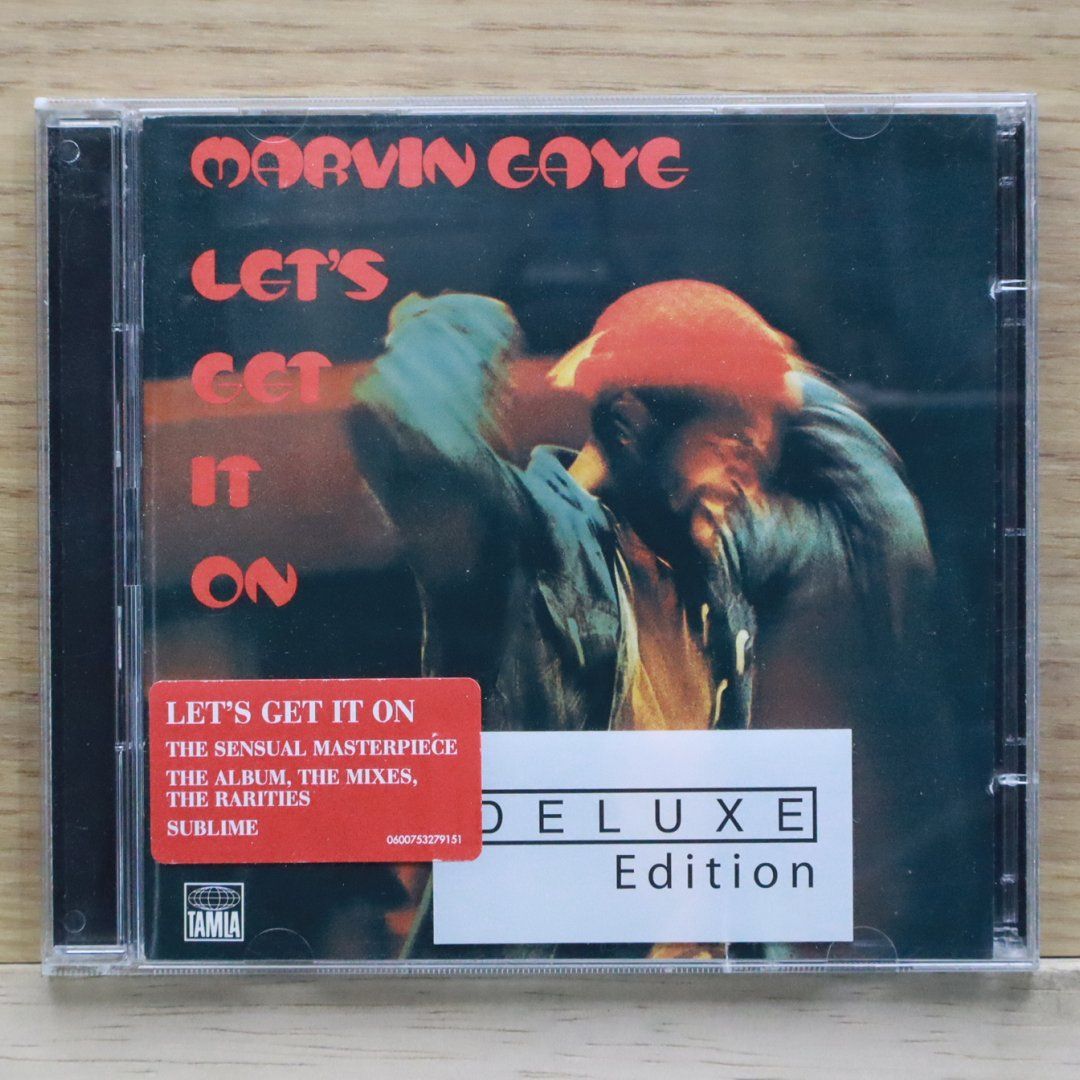 MARVIN GAYE
LET'S
GET
IT
ON
LET'S GET IT ON
THE SENSUAL MASTERPIECE
THE ALBUM, THE MIXES,
THE RARITIES
SUBLIME
0600753279151
DELUXE
Edition
TAMLA